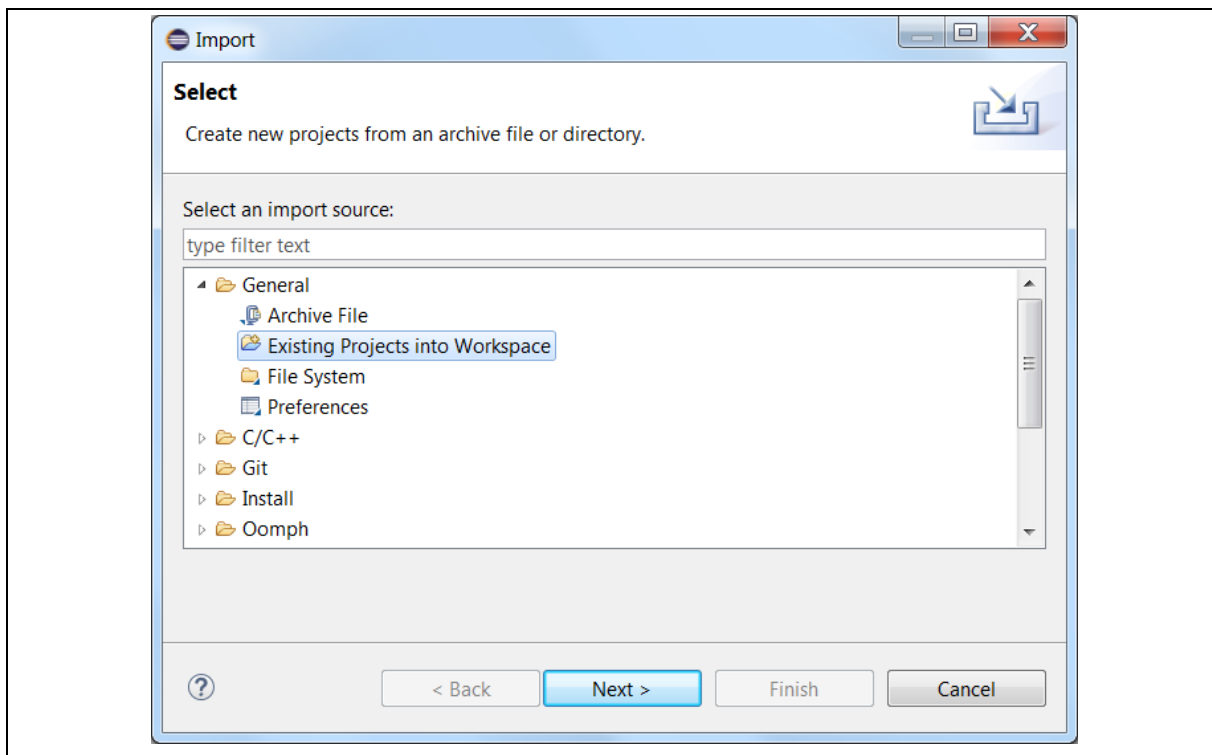 Import
Select
Create new projects from an archive file or directory.
Select an import source:
type filter text
General
Archive File
Existing Projects into Workspace
File System
Preferences
C/C++
Git
Install
Oomph
?
< Back
Next >
Finish
Cancel